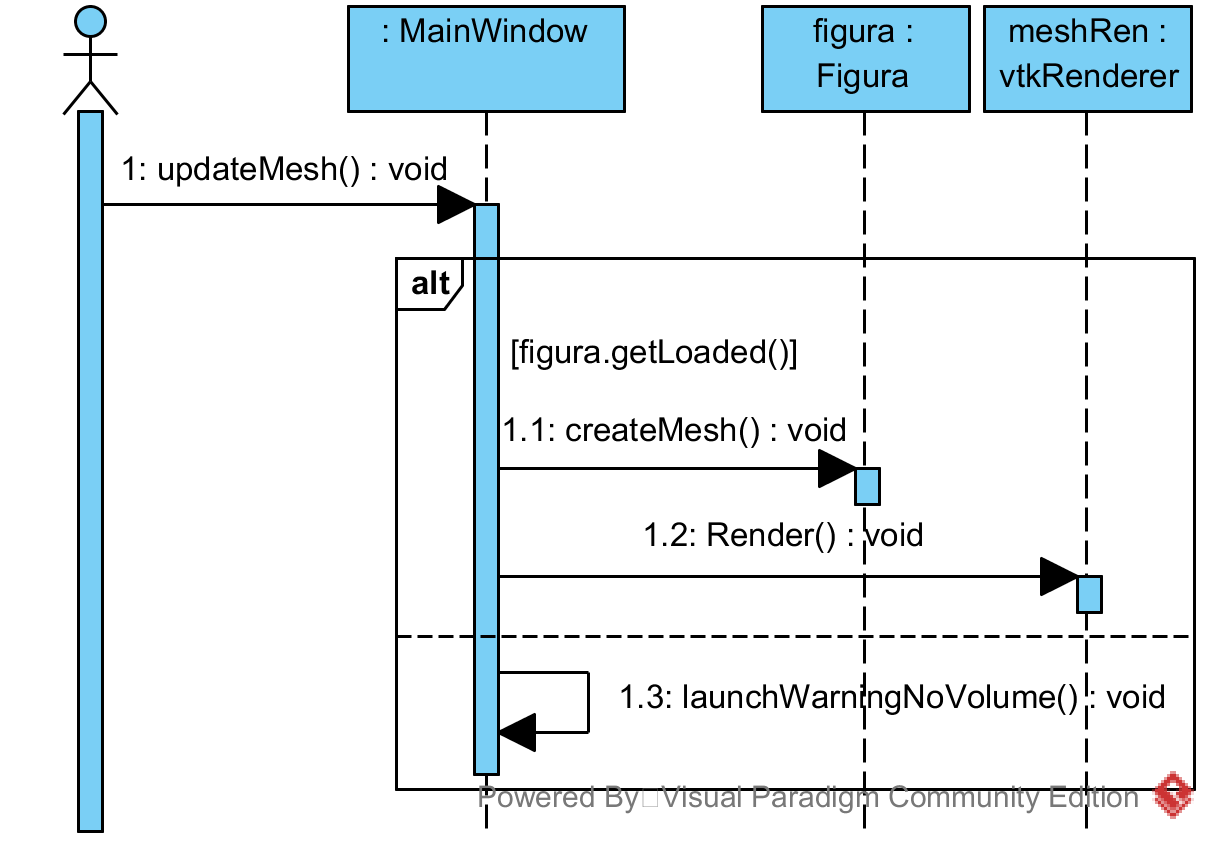 : MainWindow
figura :
Figura
meshRen :
vtkRenderer
1: updateMesh() : void
alt
[figura.getLoaded()]
1.1: createMesh() : void
1.2: Render() : void
1.3: launchWarningNoVolume() : void
Powered By Visual Paradigm Community Edition